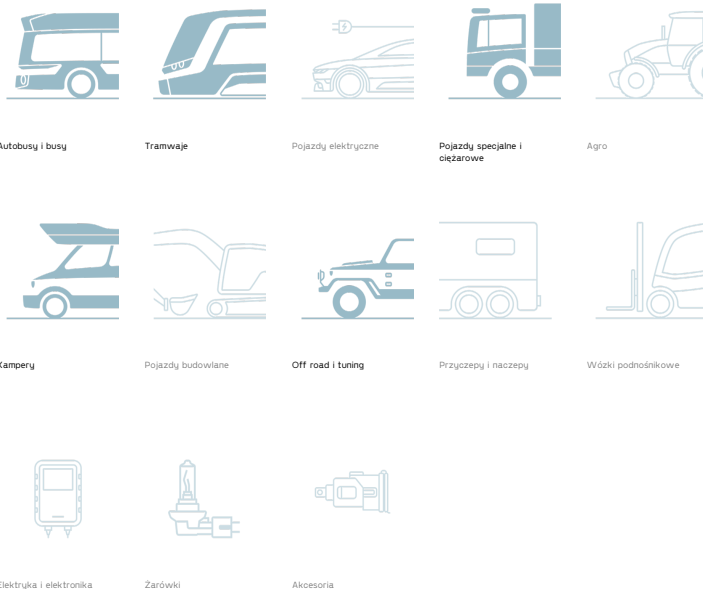 Autobusy i busy
Tramwaje
Pojazdy elektryczne
Pojazdy specjalne i
ciężarowe
Agro
Kampery
Pojazdy budowlane
Off road i tuning
Przyczepy i naczepy
Wózki podnośnikowe
Elektryka i elektronika
Żarówki
Akcesoria